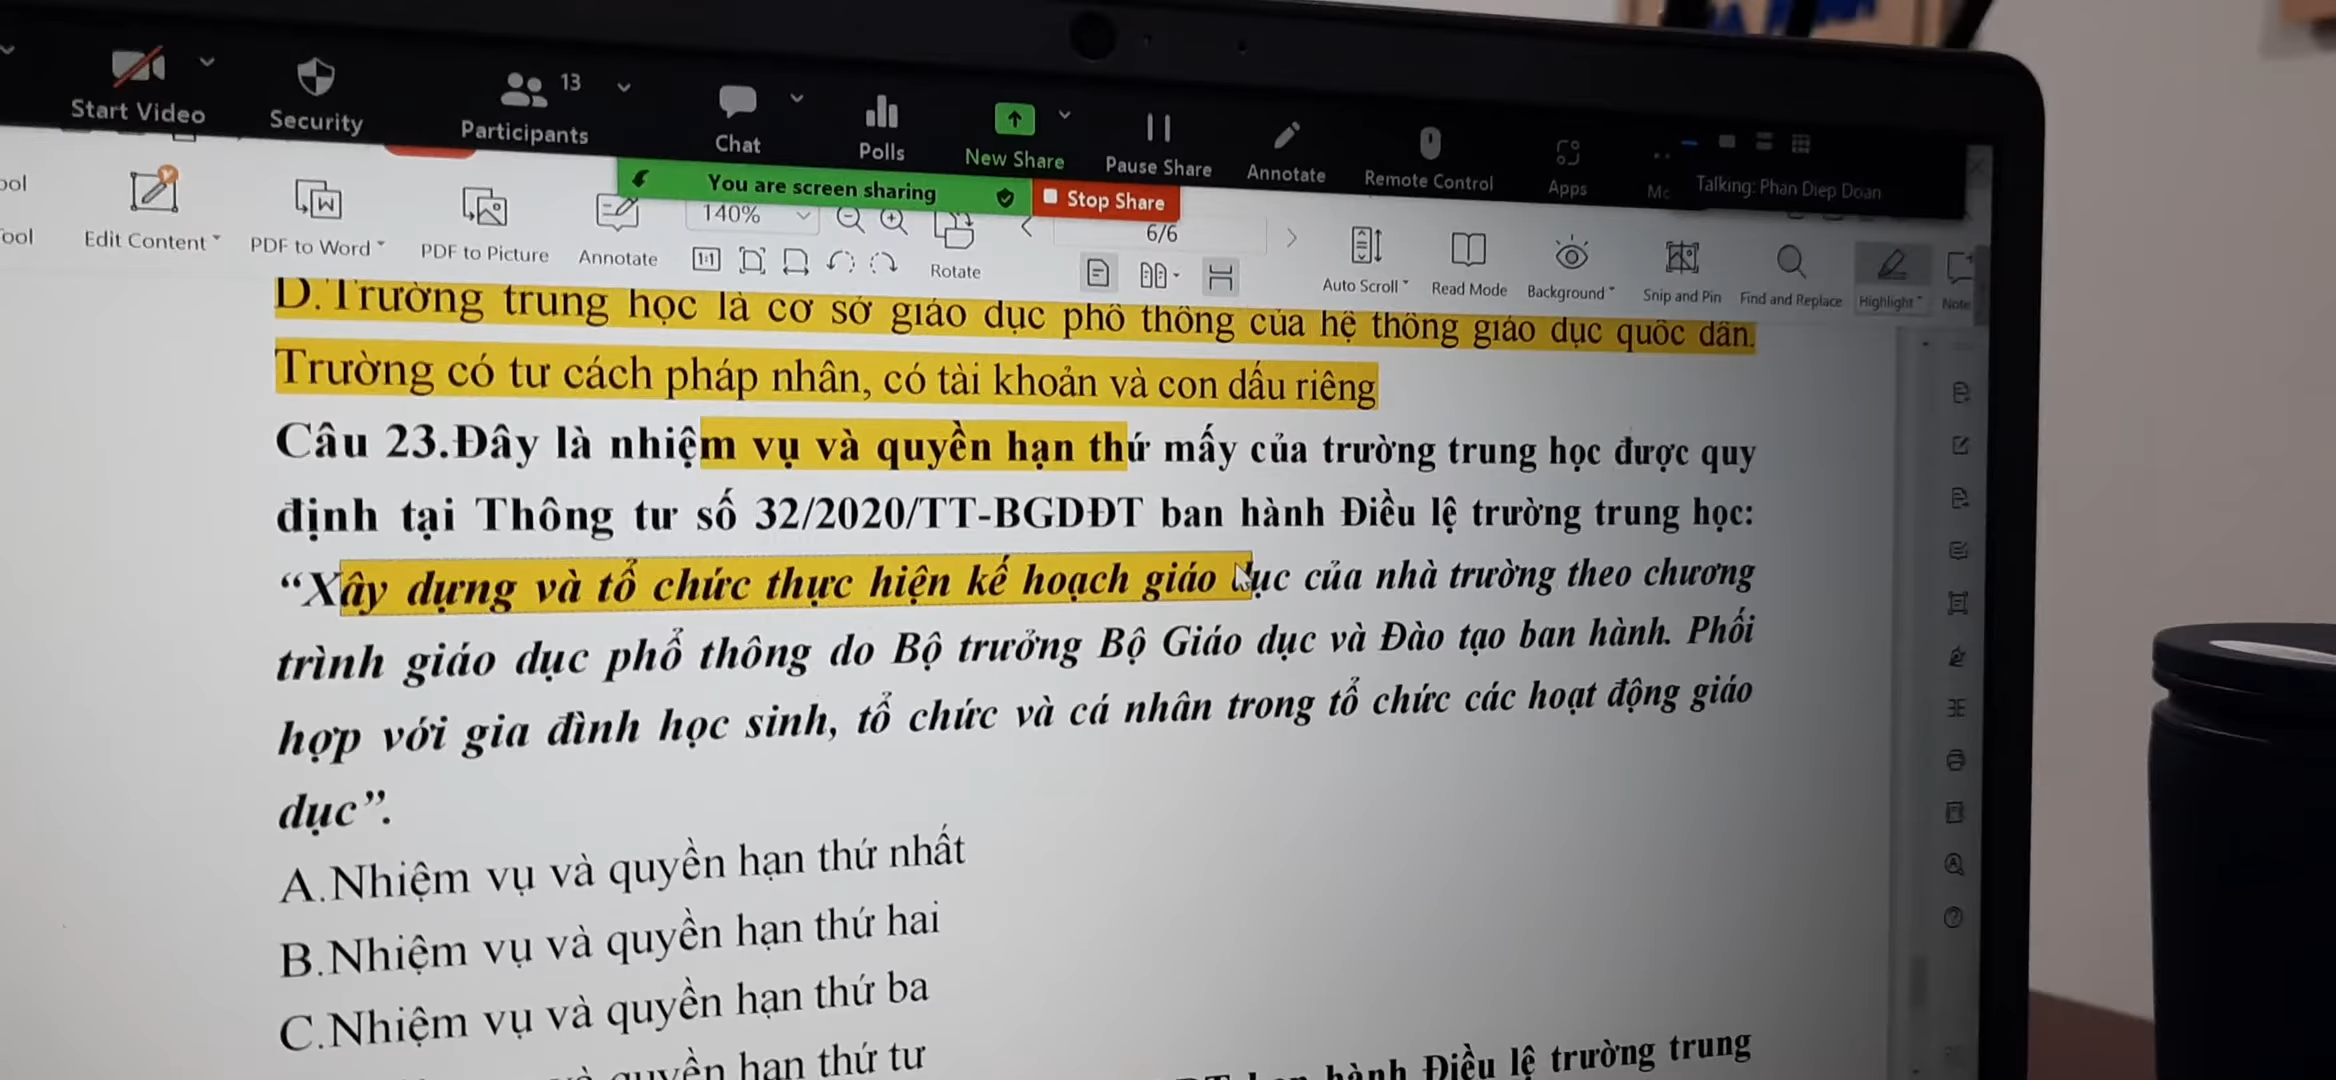 Start Video
Security
Participants
13
Chat
Polls
New Share
Pause Share
Annotate
Remote Control
Apps
Talking: Phan Diep Doan
You are screen sharing
Stop Share
Edit Content
PDF to Word
PDF to Picture
Annotate
140%
1:1
Rotate
6/6
Auto Scroll
Read Mode
Background
Snip and Pin
Find and Replace
Highlight
Note
D.Trường trung học là cơ sở giáo dục phổ thông của hệ thống giáo dục quốc dân.
Trường có tư cách pháp nhân, có tài khoản và con dấu riêng
Câu 23.Đây là nhiệm vụ và quyền hạn thứ mấy của trường trung học được quy
định tại Thông tư số 32/2020/TT-BGDĐT ban hành Điều lệ trường trung học:
“Xây dựng và tổ chức thực hiện kế hoạch giáo dục của nhà trường theo chương
trình giáo dục phổ thông do Bộ trưởng Bộ Giáo dục và Đào tạo ban hành. Phối
hợp với gia đình học sinh, tổ chức và cá nhân trong tổ chức các hoạt động giáo
dục”.
A.Nhiệm vụ và quyền hạn thứ nhất
B.Nhiệm vụ và quyền hạn thứ hai
C.Nhiệm vụ và quyền hạn thứ ba
quyền hạn thứ tư
hành Điều lệ trường trung